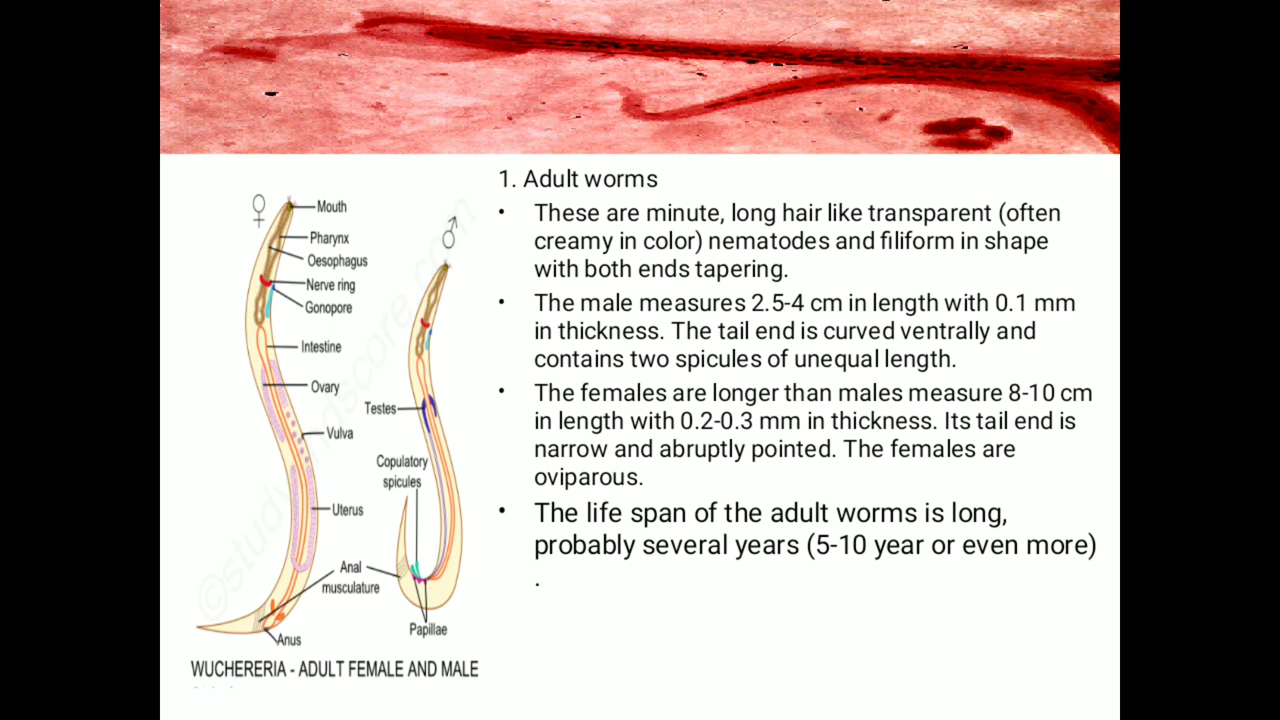 1. Adult worms
• These are minute, long hair like transparent (often
creamy in color) nematodes and filiform in shape
with both ends tapering.
• The male measures 2.5-4 cm in length with 0.1 mm
in thickness. The tail end is curved ventrally and
contains two spicules of unequal length.
• The females are longer than males measure 8-10 cm
in length with 0.2-0.3 mm in thickness. Its tail end is
narrow and abruptly pointed. The females are
oviparous.
• The life span of the adult worms is long,
probably several years (5-10 year or even more)
.
♀
♂
Mouth
Pharynx
Oesophagus
Nerve ring
Gonopore
Intestine
Ovary
Testes
Vulva
Copulatory
spicules
Uterus
Anal
musculature
Papillae
Anus
WUCHERERIA - ADULT FEMALE AND MALE